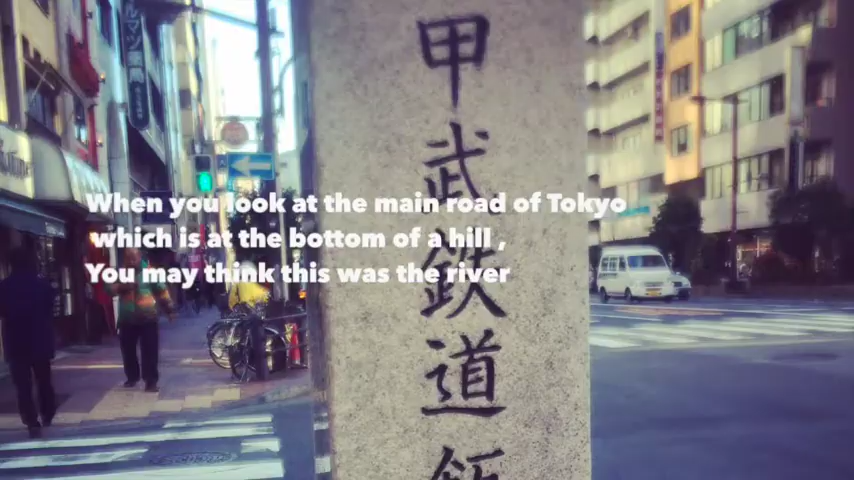 When you look at the main road of Tokyo
which is at the bottom of a hill ,
You may think this was the river
甲武鉄道飯